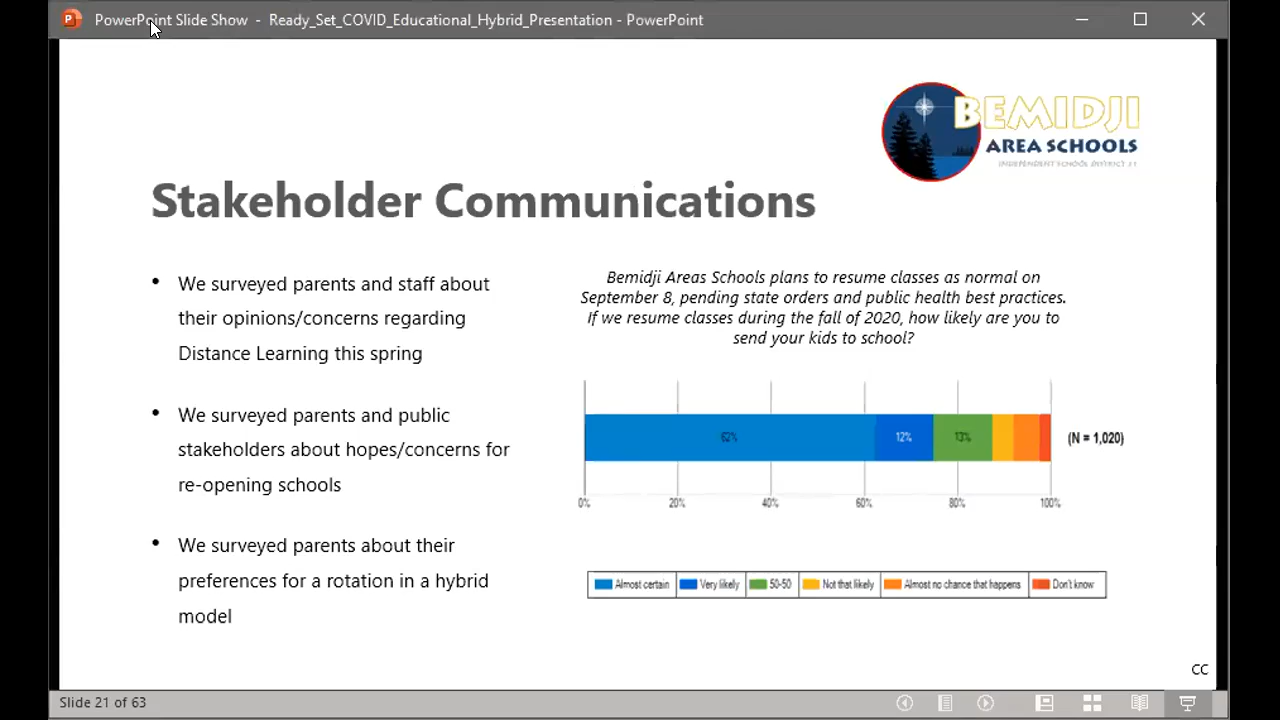 PowerPoint Slide Show - Ready_Set_COVID_Educational_Hybrid_Presentation - PowerPoint
BEMIDJI
AREA SCHOOLS
INDEPENDENT SCHOOL DISTRICT 31
Stakeholder Communications
• We surveyed parents and staff about
their opinions/concerns regarding
Distance Learning this spring
• We surveyed parents and public
stakeholders about hopes/concerns for
re-opening schools
• We surveyed parents about their
preferences for a rotation in a hybrid
model
Bemidji Areas Schools plans to resume classes as normal on
September 8, pending state orders and public health best practices.
If we resume classes during the fall of 2020, how likely are you to
send your kids to school?
62% 12% 13% (N = 1,020)
0% 20% 40% 60% 80% 100%
Almost certain Very likely 50-50 Not that likely Almost no chance that happens Don't know
CC
Slide 21 of 63